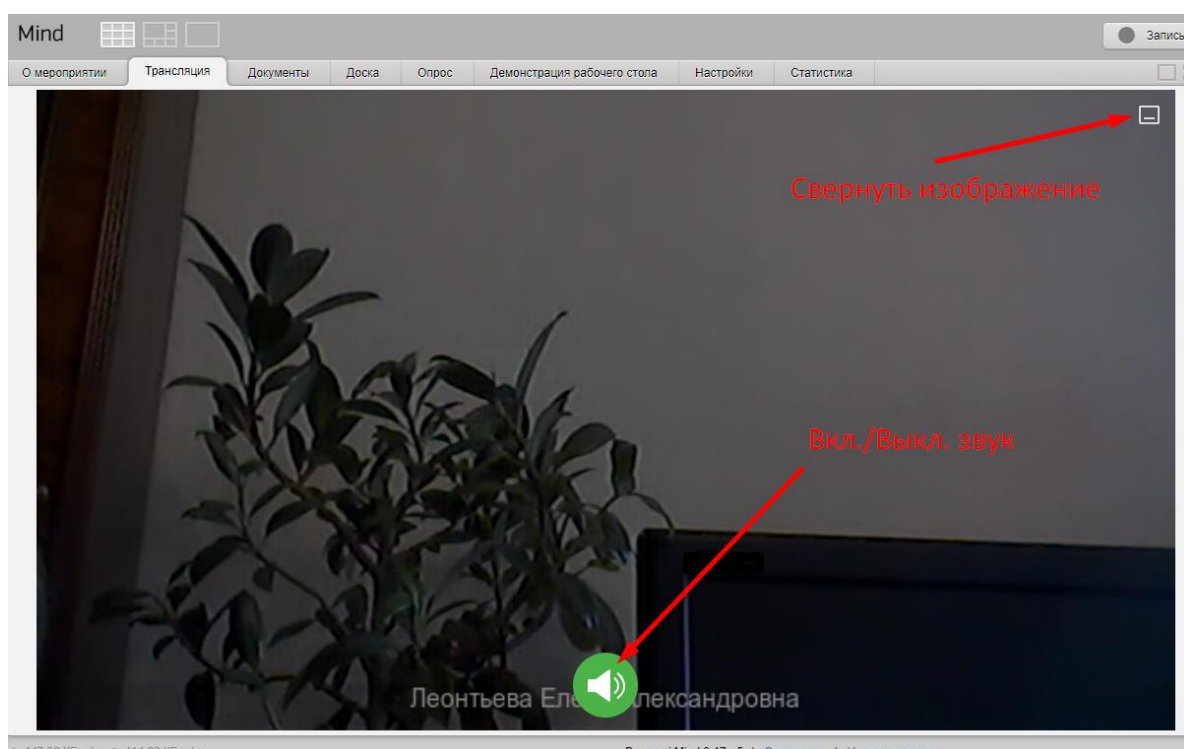 Mind
Запись
О мероприятии Трансляция Документы Доска Опрос Демонстрация рабочего стола Настройки Статистика
Свернуть изображение
Вкл./Выкл. звук
Леонтьева Еле лександровна